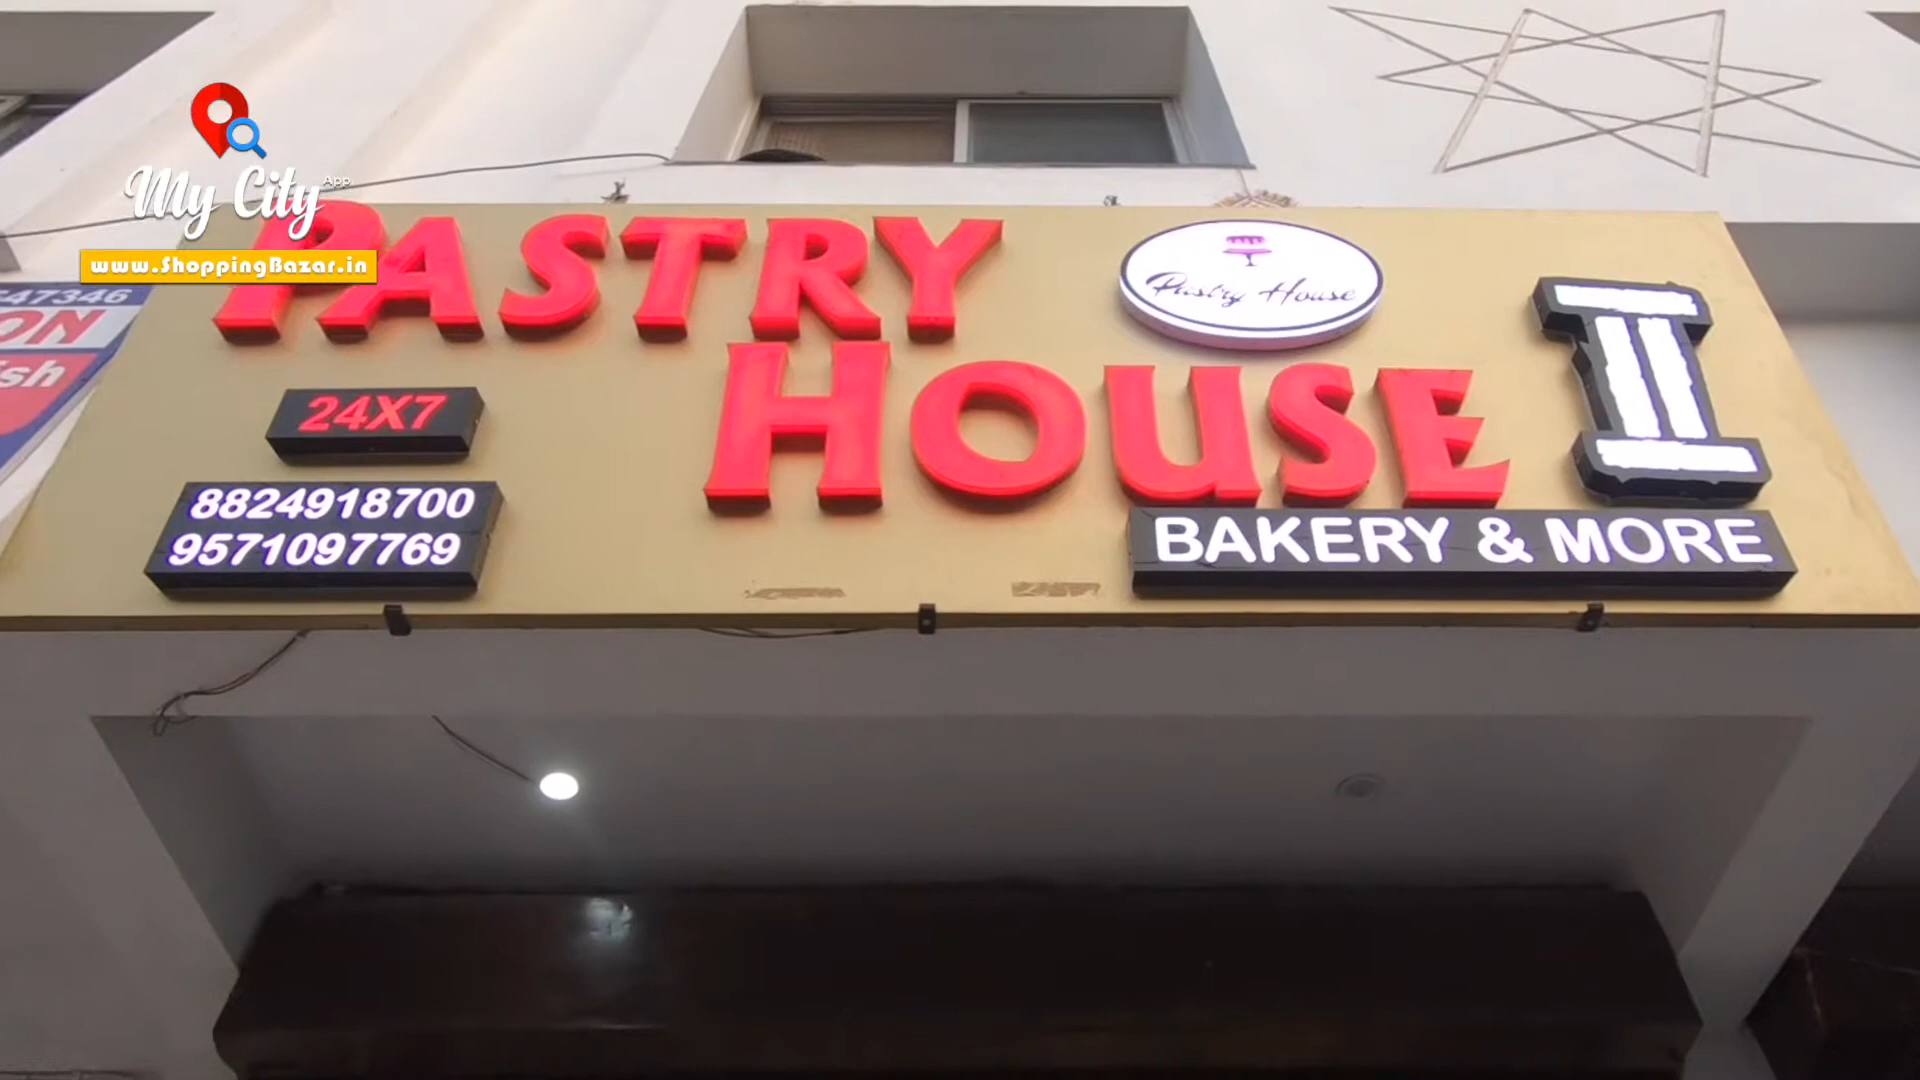 My City App
www.ShoppingBazar.in
PASTRY
HOUSE
II
Pastry House
24X7
8824918700
9571097769
BAKERY & MORE
47346
ON
sh